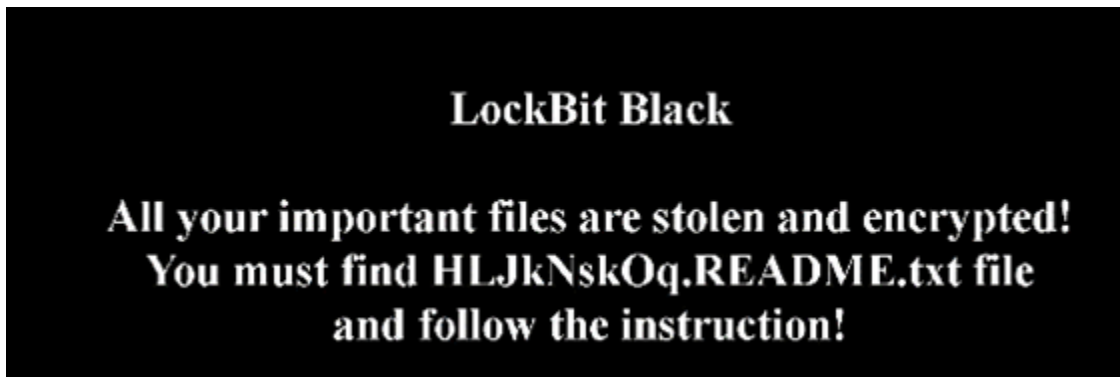 LockBit Black
All your important files are stolen and encrypted!
You must find HLJkNskOq.README.txt file
and follow the instruction!